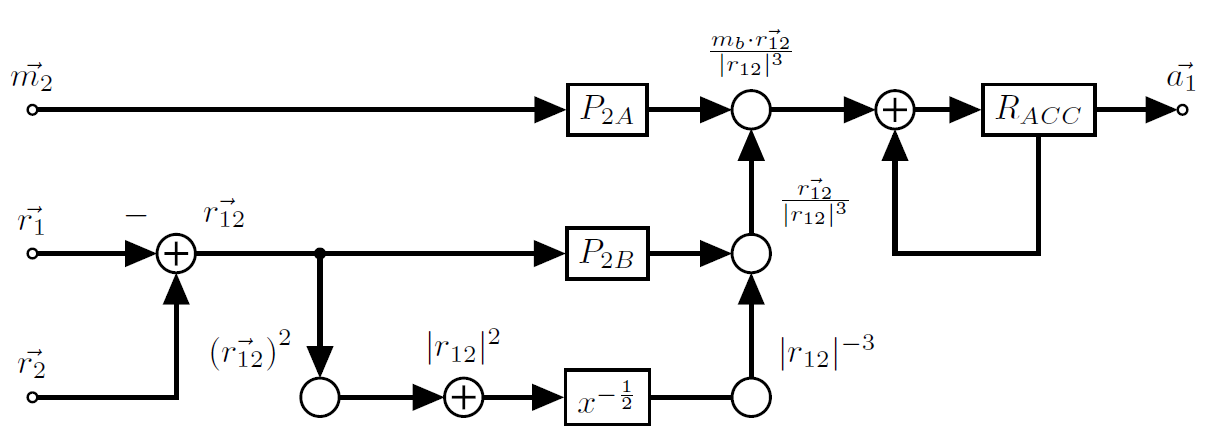 $\frac{m_b \cdot \vec{r_{12}}}{|r_{12}|^3}$
$\vec{m_2}$ $P_{2A}$ $+$ $R_{ACC}$ $\vec{a_1}$
$\frac{\vec{r_{12}}}{|r_{12}|^3}$
$\vec{r_1}$ $-$ $\vec{r_{12}}$
$+$ $P_{2B}$
$\vec{r_2}$ $(\vec{r_{12}})^2$ $|r_{12}|^2$ $|r_{12}|^{-3}$
$+$ $x^{-\frac{1}{2}}$